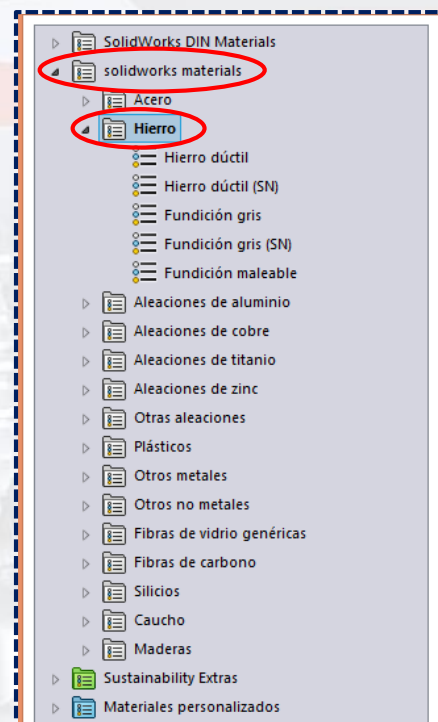 SolidWorks DIN Materials
solidworks materials
Acero
Hierro
Hierro dúctil
Hierro dúctil (SN)
Fundición gris
Fundición gris (SN)
Fundición maleable
Aleaciones de aluminio
Aleaciones de cobre
Aleaciones de titanio
Aleaciones de zinc
Otras aleaciones
Plásticos
Otros metales
Otros no metales
Fibras de vidrio genéricas
Fibras de carbono
Silicios
Caucho
Maderas
Sustainability Extras
Materiales personalizados